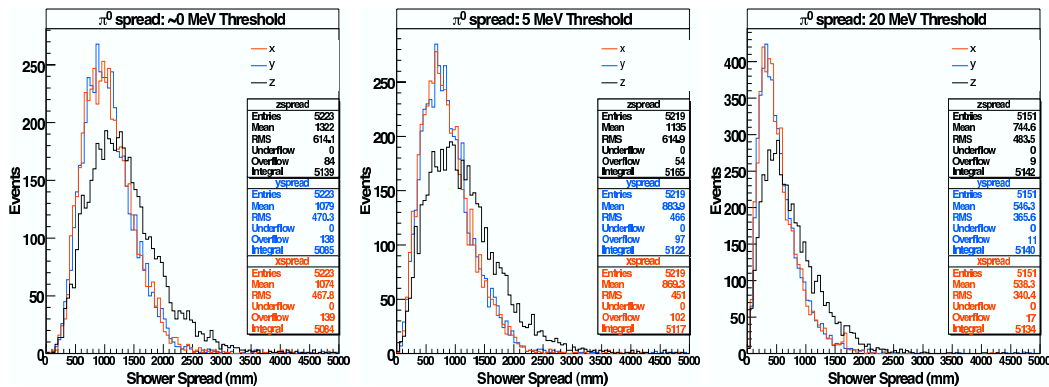 π0 spread: ~0 MeV Threshold
x
y
z
zspread
Entries 5223
Mean 1322
RMS 614.1
Underflow 0
Overflow 84
Integral 5139
yspread
Entries 5223
Mean 1079
RMS 470.3
Underflow 0
Overflow 138
Integral 5085
xspread
Entries 5223
Mean 1074
RMS 467.8
Underflow 0
Overflow 139
Integral 5084
Events
250
200
150
100
50
0
0 500 1000 1500 2000 2500 3000 3500 4000 4500 5000
Shower Spread (mm)
π0 spread: 5 MeV Threshold
x
y
z
zspread
Entries 5219
Mean 1135
RMS 614.9
Underflow 0
Overflow 54
Integral 5165
yspread
Entries 5219
Mean 883.9
RMS 466
Underflow 0
Overflow 97
Integral 5122
xspread
Entries 5219
Mean 869.3
RMS 451
Underflow 0
Overflow 102
Integral 5117
Events
250
200
150
100
50
0
0 500 1000 1500 2000 2500 3000 3500 4000 4500 5000
Shower Spread (mm)
π0 spread: 20 MeV Threshold
x
y
z
zspread
Entries 5151
Mean 744.6
RMS 483.5
Underflow 0
Overflow 9
Integral 5142
yspread
Entries 5151
Mean 546.3
RMS 365.6
Underflow 0
Overflow 11
Integral 5140
xspread
Entries 5151
Mean 538.3
RMS 340.4
Underflow 0
Overflow 17
Integral 5134
Events
400
350
300
250
200
150
100
50
0
0 500 1000 1500 2000 2500 3000 3500 4000 4500 5000
Shower Spread (mm)